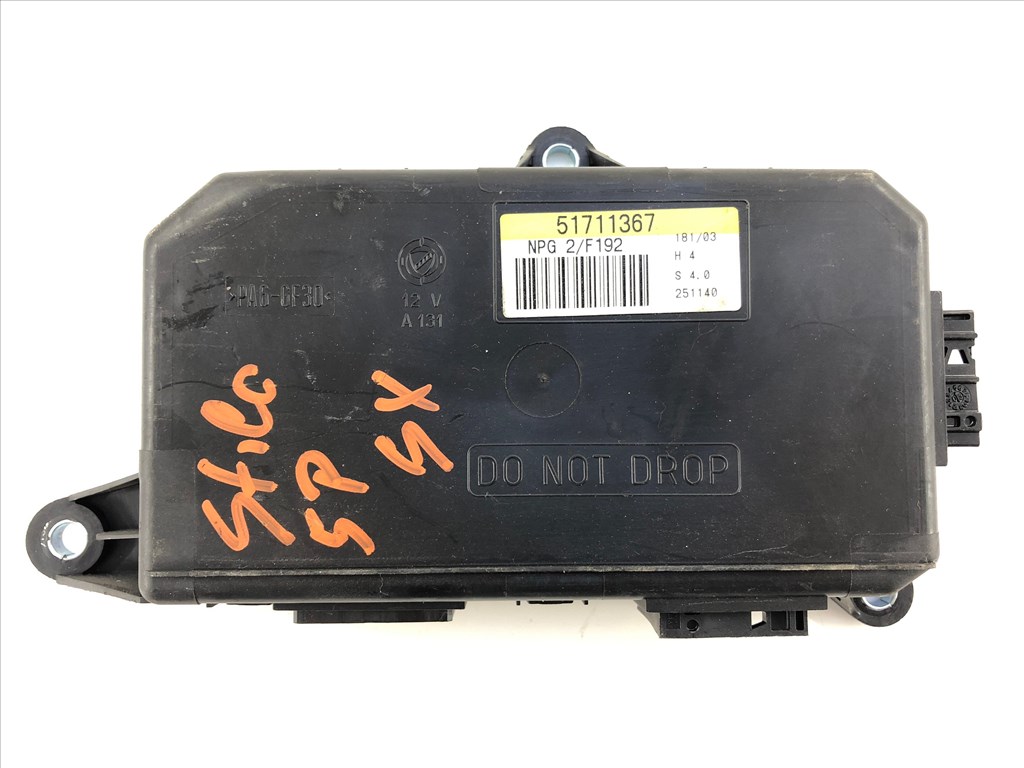 51711367
NPG 2/F192
181/03
H 4
S 4.0
251140
>PA6-GF30<
12 V
A 131
Stilo
5P
SX
DO NOT DROP